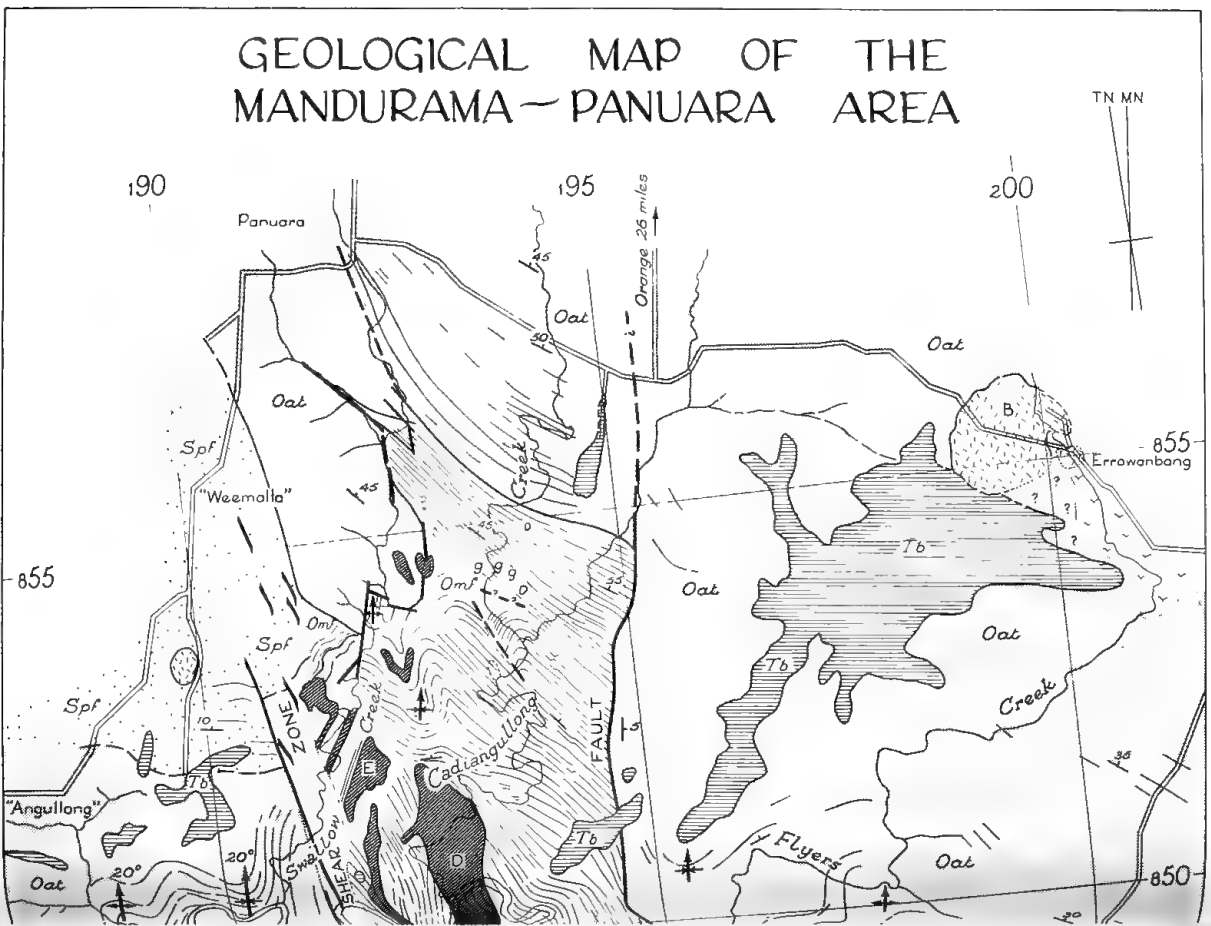 GEOLOGICAL MAP OF THE
MANDURAMA~PANUARA AREA
TN MN
190
195
200
Panuara
Orange 26 miles
45
Oat
50
Oat
Oat
B
855
Errowanbang
Spf
Creek
"Weemalla"
45
? ? ? ?
45
o
Tb
855
g g g
o
Omf
55
Oat
Omf
Spf
Oat
Tb
Spf
Creek
Creek
ZONE
10
Cadiangullong
FAULT
5
35
E
Tb
"Angullong"
Swallow
D
Tb
Flyers
20°
20°
Oat
Oat
850
SHEAR
20